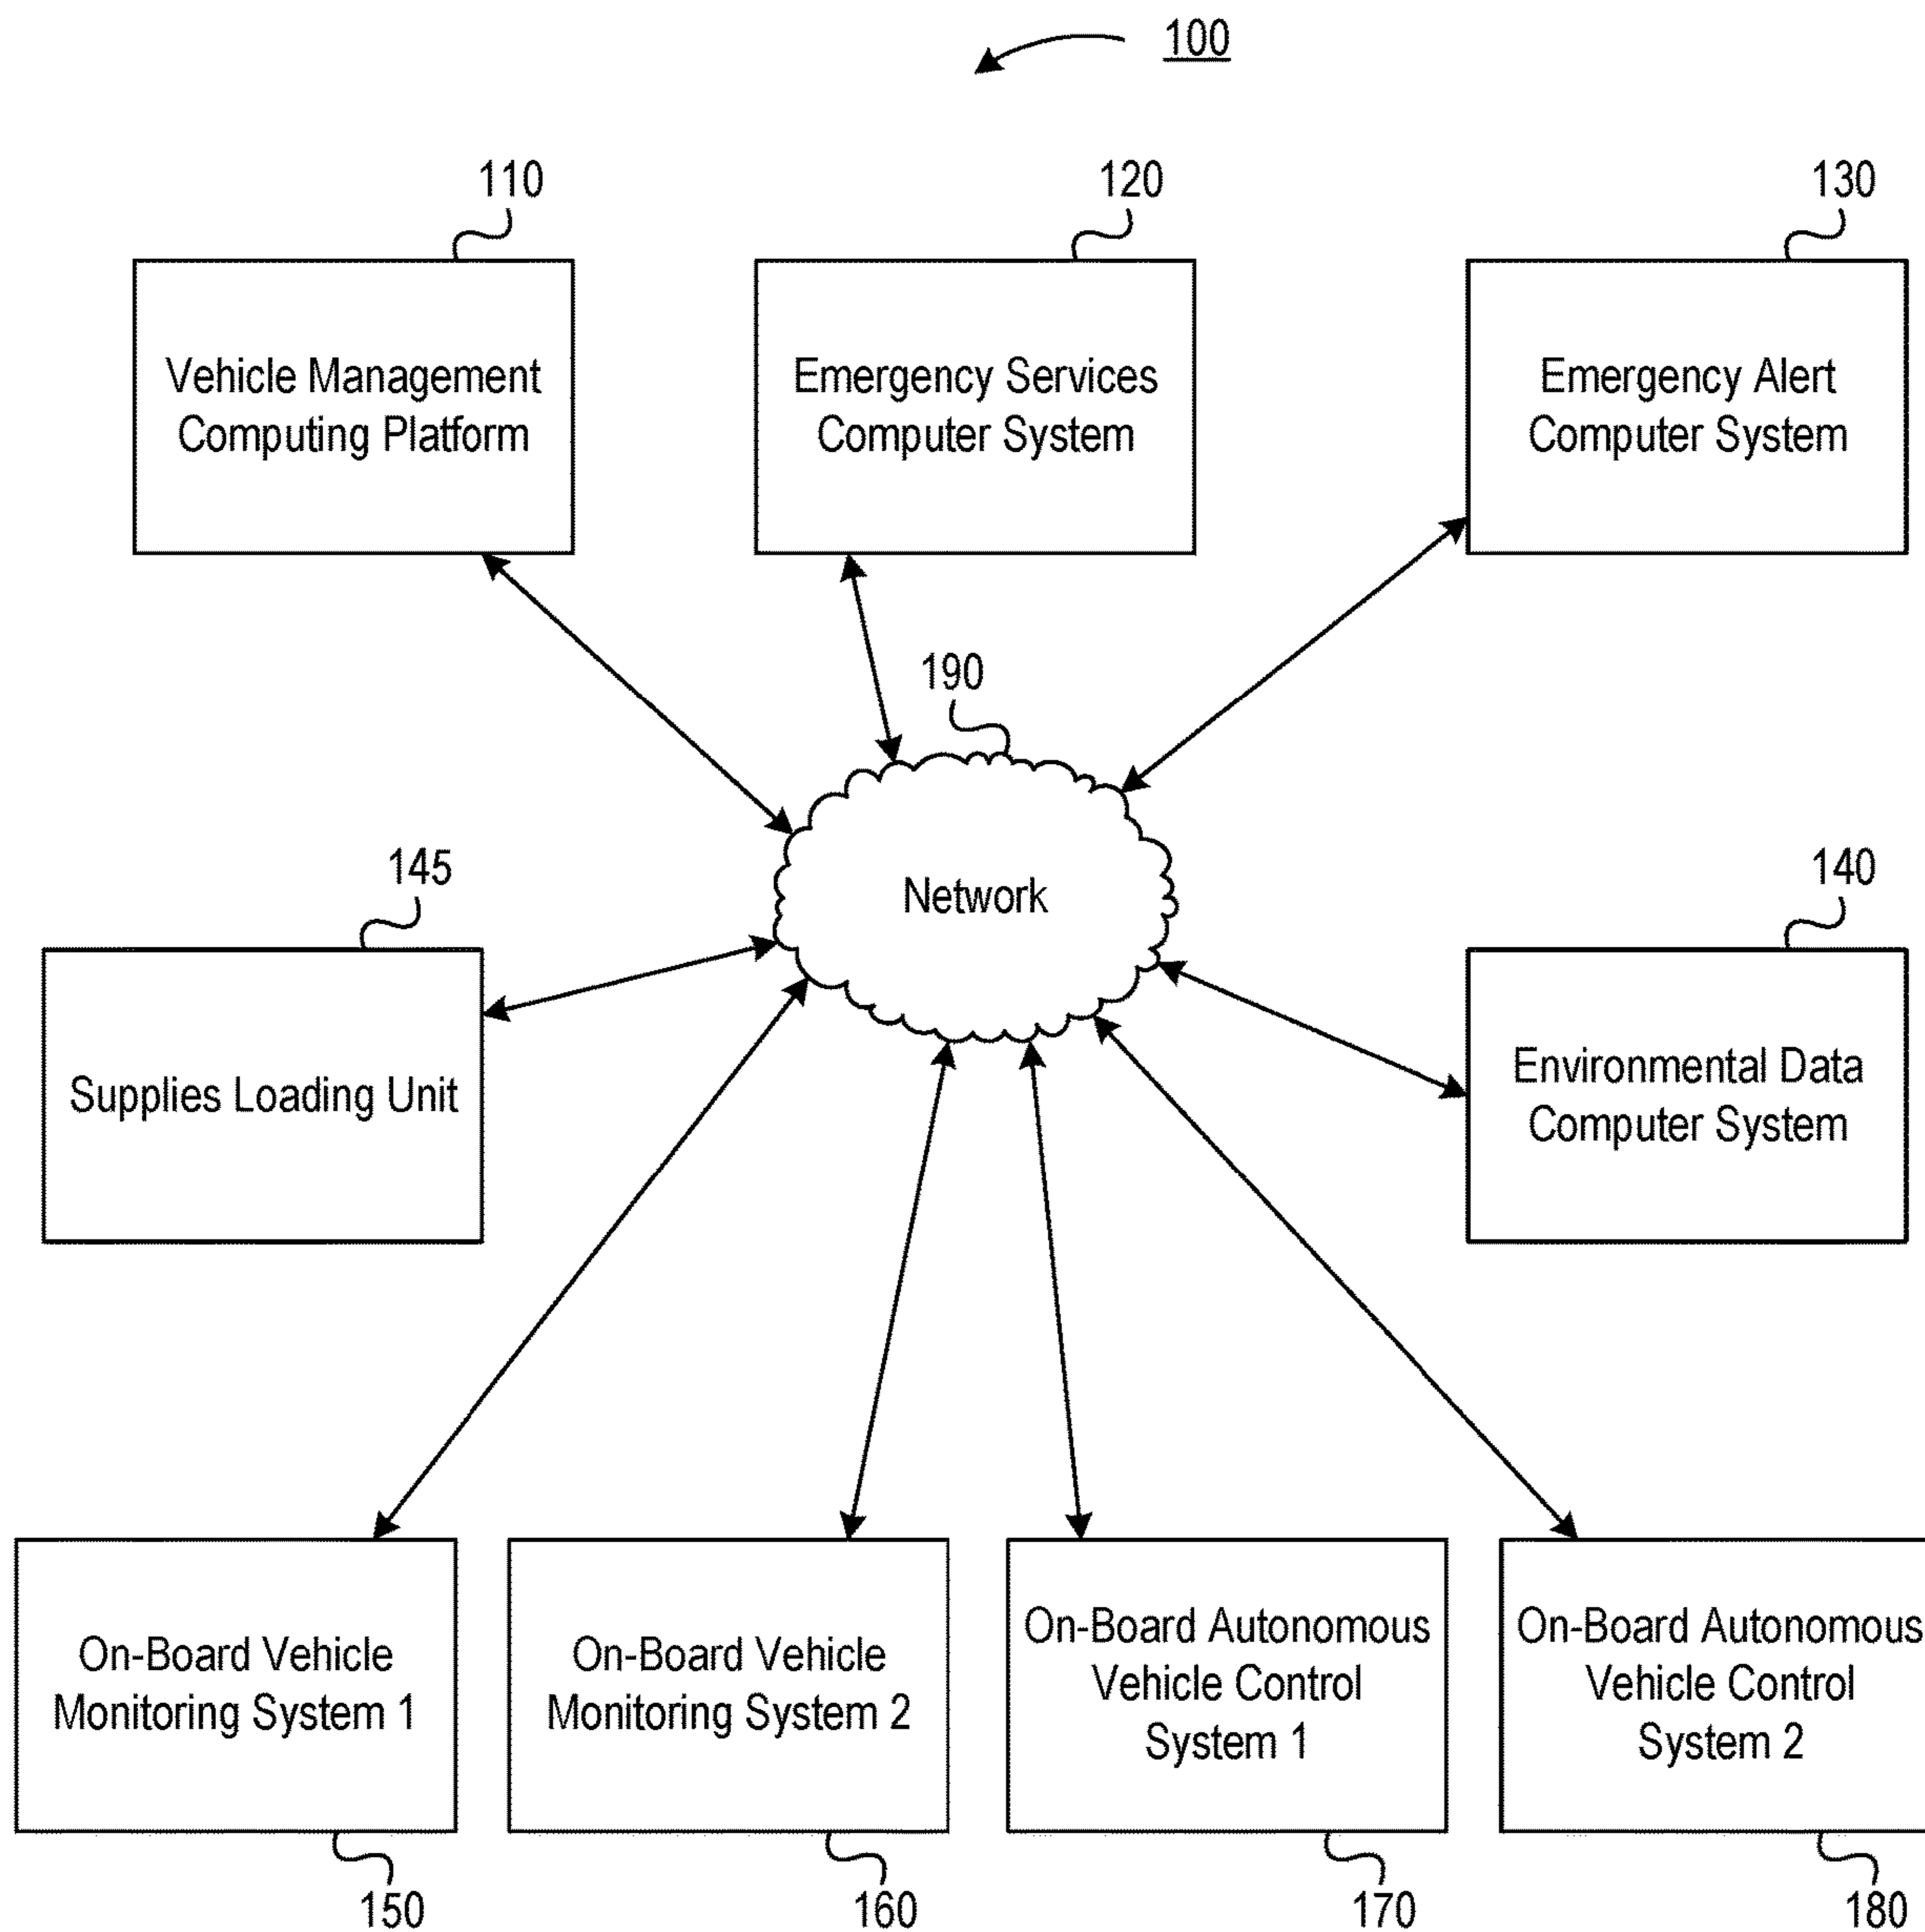 100
110
120
130
Vehicle Management
Computing Platform
Emergency Services
Computer System
Emergency Alert
Computer System
190
Network
145
140
Supplies Loading Unit
Environmental Data
Computer System
On-Board Vehicle
Monitoring System 1
On-Board Vehicle
Monitoring System 2
On-Board Autonomous
Vehicle Control
System 1
On-Board Autonomous
Vehicle Control
System 2
150
160
170
180